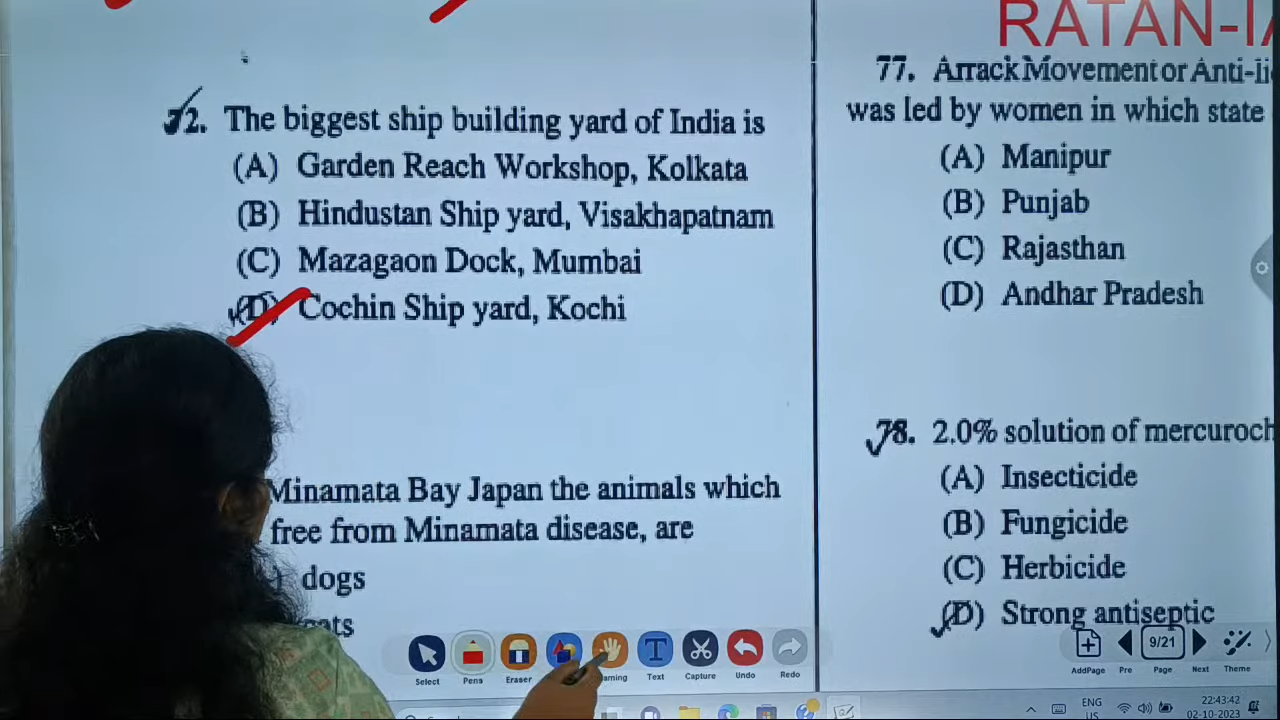 RATAN-IA
72. The biggest ship building yard of India is
(A) Garden Reach Workshop, Kolkata
(B) Hindustan Ship yard, Visakhapatnam
(C) Mazagaon Dock, Mumbai
(D) Cochin Ship yard, Kochi
Minamata Bay Japan the animals which
free from Minamata disease, are
dogs
77. Arrack Movement or Anti-li
was led by women in which state
(A) Manipur
(B) Punjab
(C) Rajasthan
(D) Andhar Pradesh
78. 2.0% solution of mercuroch
(A) Insecticide
(B) Fungicide
(C) Herbicide
(D) Strong antiseptic
Select
Pens
Eraser
Text
Capture
Undo
Redo
AddPage
Pre
9/21
Page
Next
Theme
ENG
US
22:43:42
02-10-2023